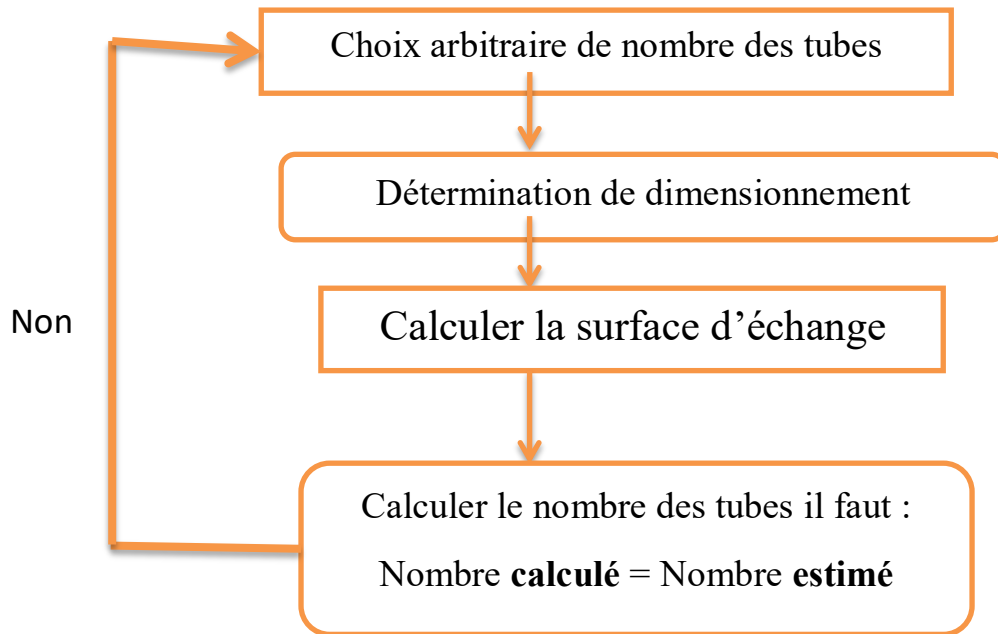 Choix arbitraire de nombre des tubes
Détermination de dimensionnement
Non
Calculer la surface d’échange
Calculer le nombre des tubes il faut :
Nombre calculé = Nombre estimé